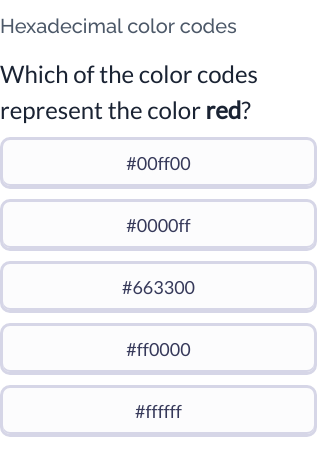 Hexadecimal color codes
Which of the color codes
represent the color red?
#00ff00
#0000ff
#663300
#ff0000
#ffffff